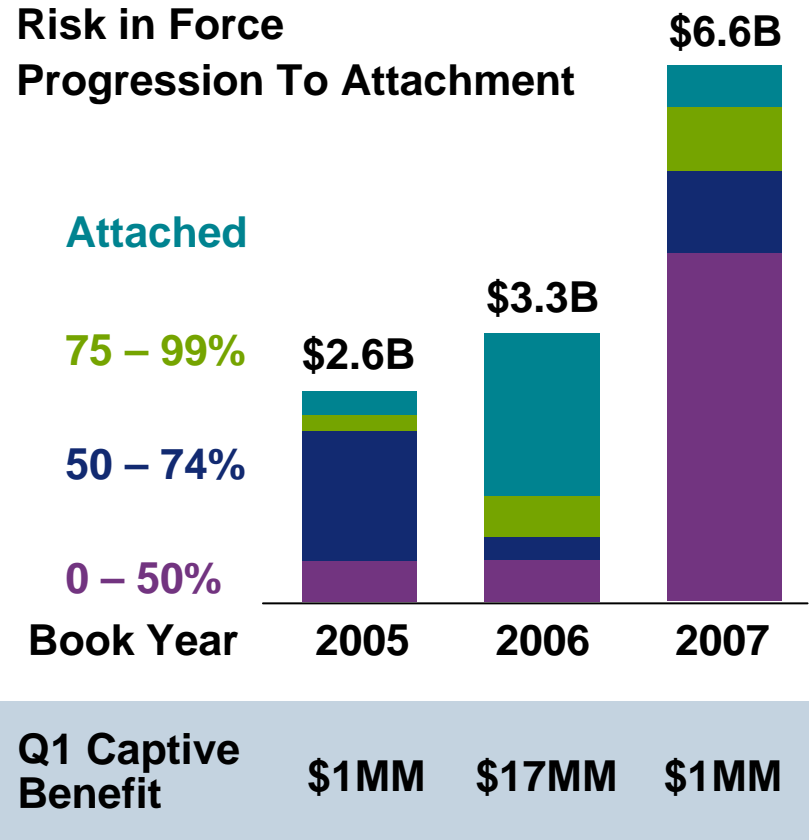 Risk in Force
Progression To Attachment
$6.6B
Attached
$3.3B
75 – 99%
$2.6B
50 – 74%
0 – 50%
Book Year 2005 2006 2007
Q1 Captive
Benefit
$1MM $17MM $1MM